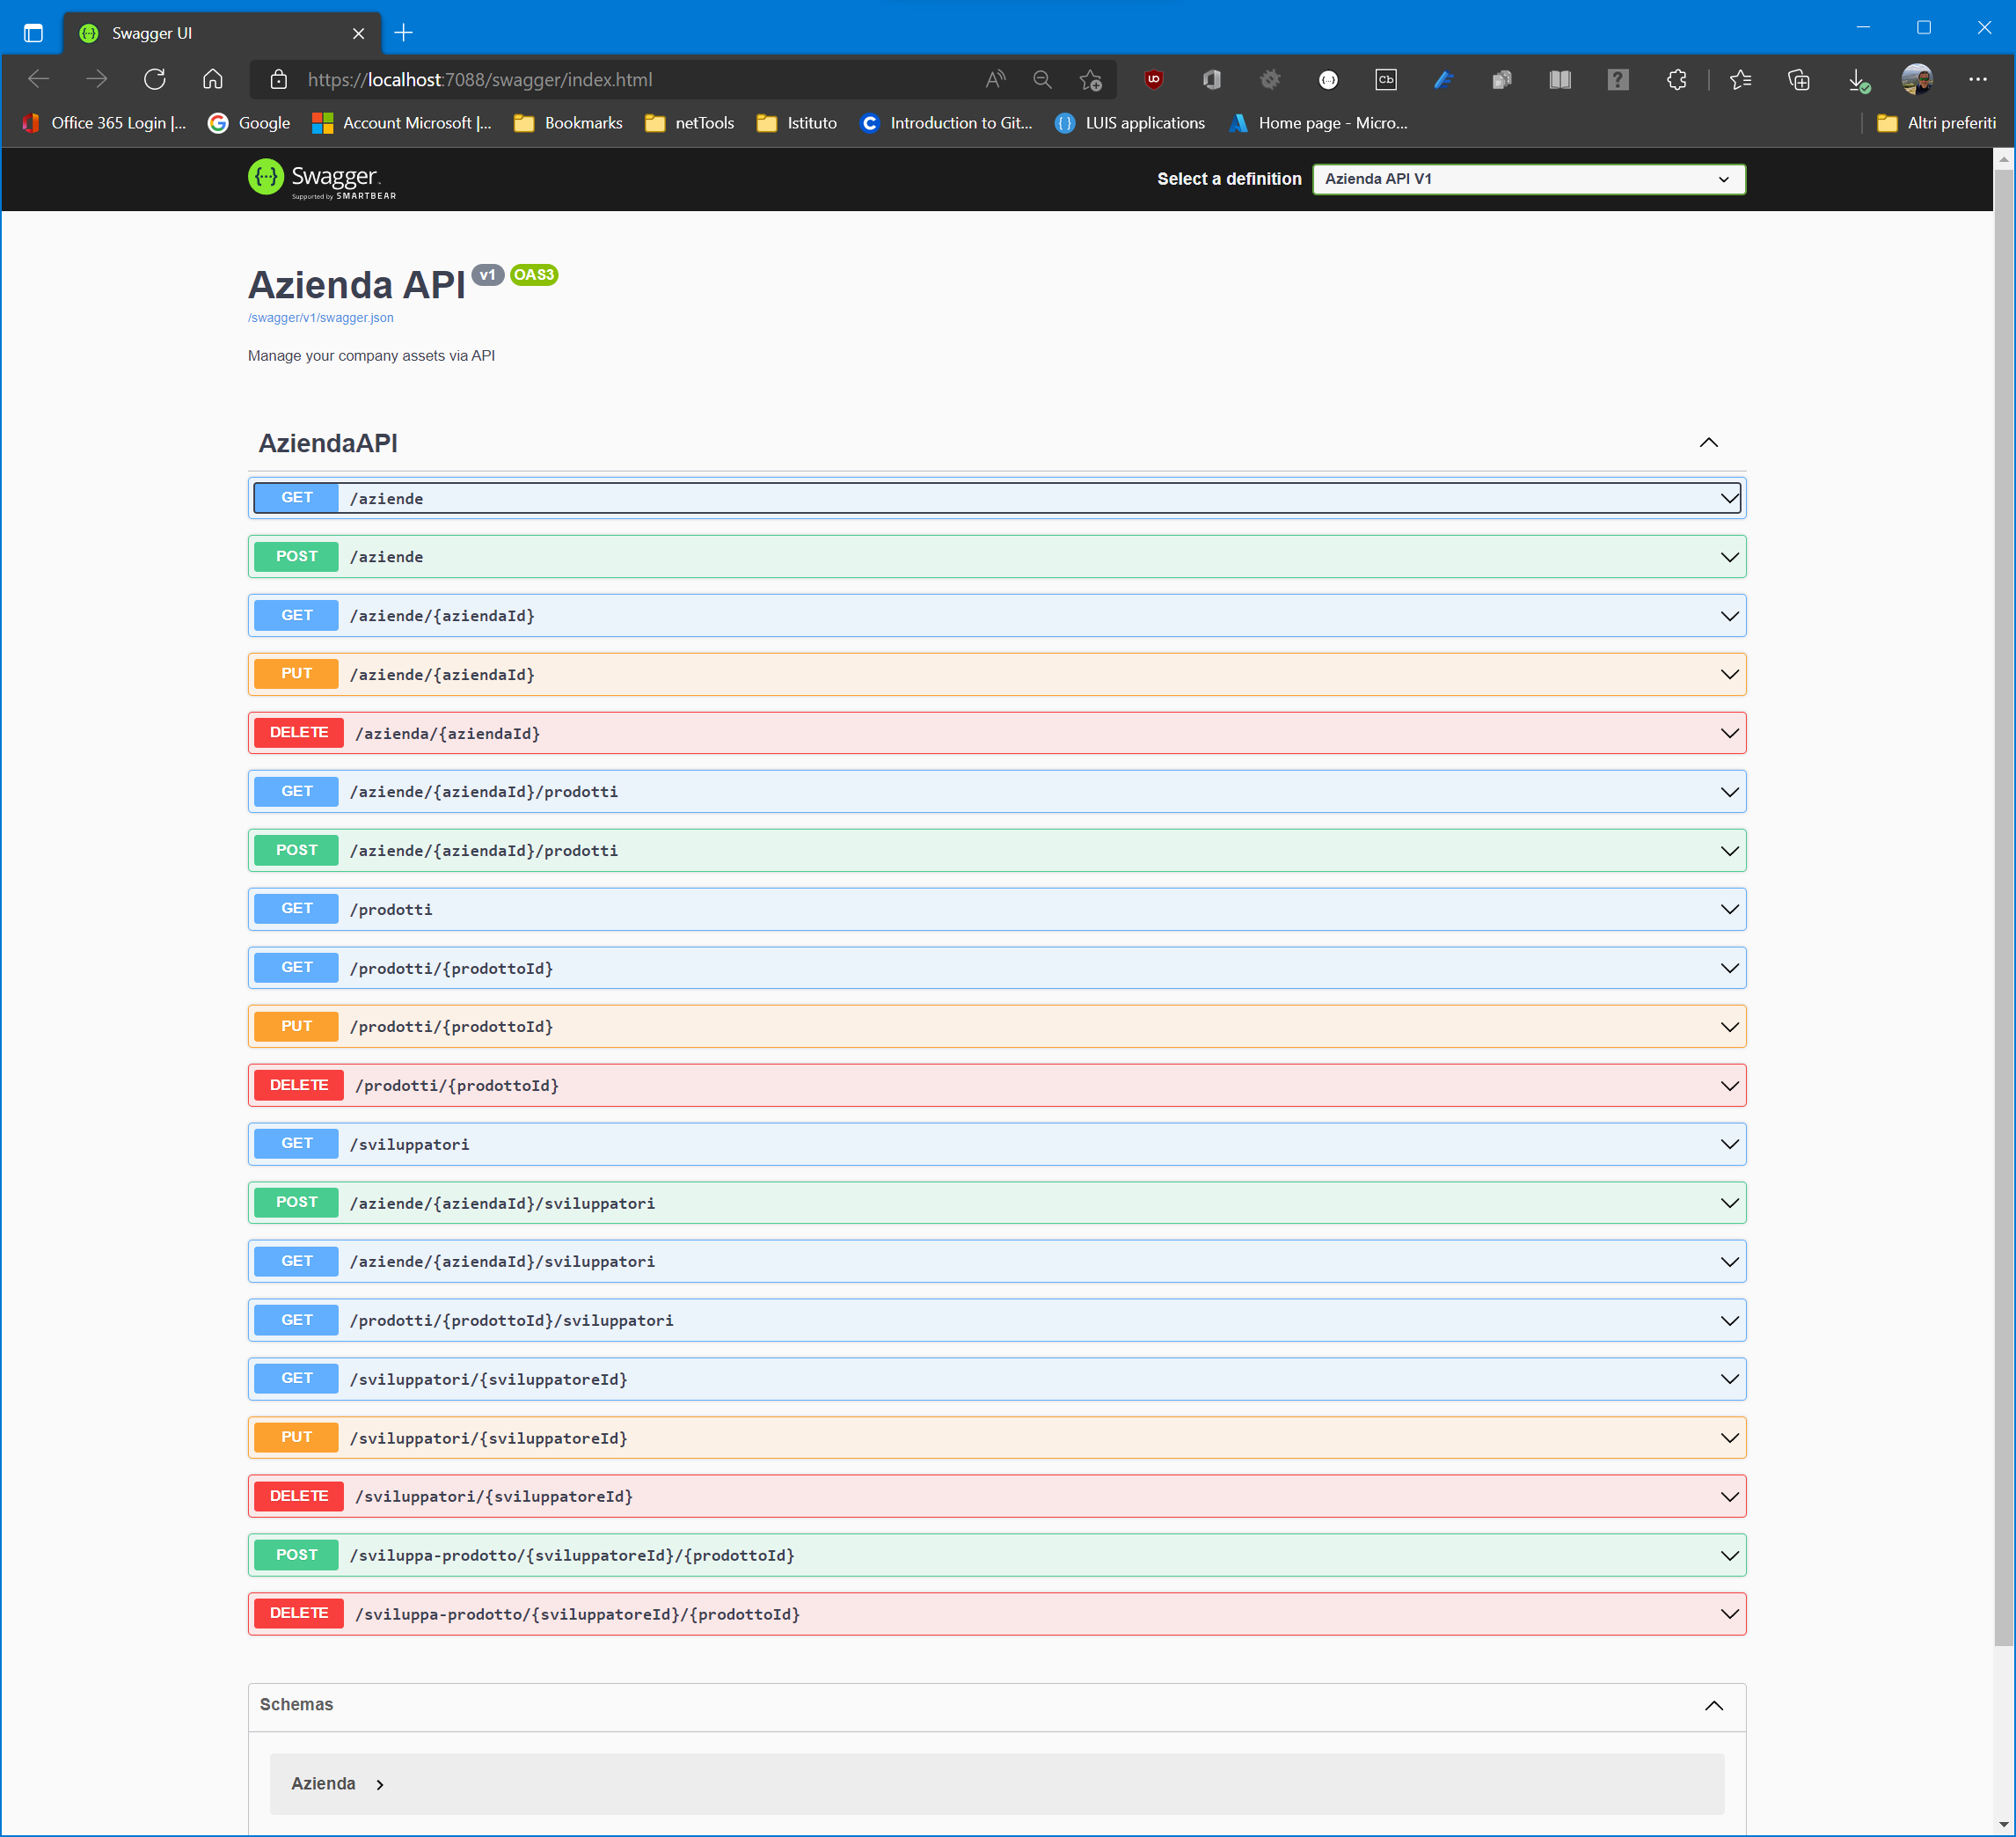 Swagger UI
https://localhost:7088/swagger/index.html
Office 365 Login |... Google Account Microsoft |... Bookmarks netTools Istituto Introduction to Git... LUIS applications Home page - Micro... Altri preferiti
Swagger.
Supported by SMARTBEAR
Select a definition Azienda API V1
Azienda API v1 OAS3
/swagger/v1/swagger.json
Manage your company assets via API
AziendaAPI
GET /aziende
POST /aziende
GET /aziende/{aziendaId}
PUT /aziende/{aziendaId}
DELETE /azienda/{aziendaId}
GET /aziende/{aziendaId}/prodotti
POST /aziende/{aziendaId}/prodotti
GET /prodotti
GET /prodotti/{prodottoId}
PUT /prodotti/{prodottoId}
DELETE /prodotti/{prodottoId}
GET /sviluppatori
POST /aziende/{aziendaId}/sviluppatori
GET /aziende/{aziendaId}/sviluppatori
GET /prodotti/{prodottoId}/sviluppatori
GET /sviluppatori/{sviluppatoreId}
PUT /sviluppatori/{sviluppatoreId}
DELETE /sviluppatori/{sviluppatoreId}
POST /sviluppa-prodotto/{sviluppatoreId}/{prodottoId}
DELETE /sviluppa-prodotto/{sviluppatoreId}/{prodottoId}
Schemas
Azienda